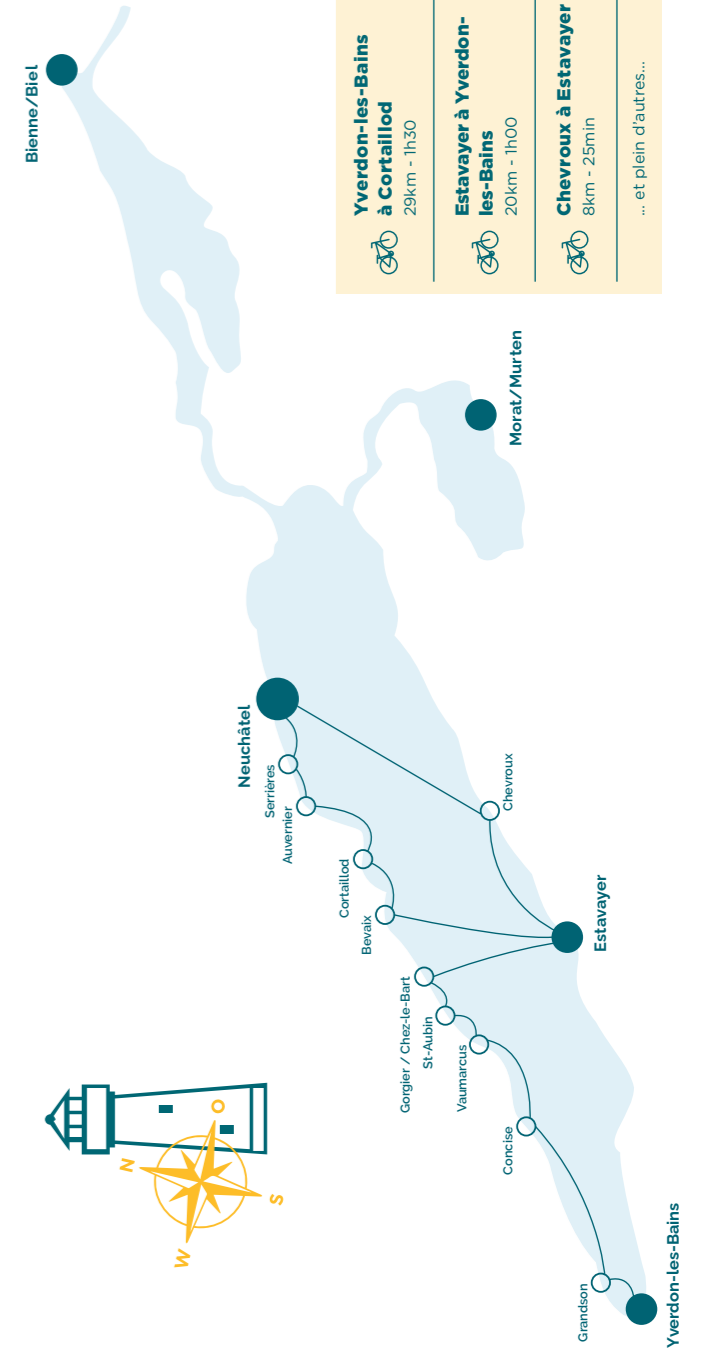 Bienne/Biel
Yverdon-les-Bains
à Cortaillod
29km - 1h30
Estavayer à Yverdon-
les-Bains
20km - 1h00
Chevroux à Estavayer
8km - 25min
... et plein d'autres...
Morat/Murten
Neuchâtel
Serrières
Auvernier
Cortaillod
Bevaix
Chevroux
Estavayer
Gorgier / Chez-le-Bart
St-Aubin
Vaumarcus
Concise
Grandson
Yverdon-les-Bains
N
O
S
W